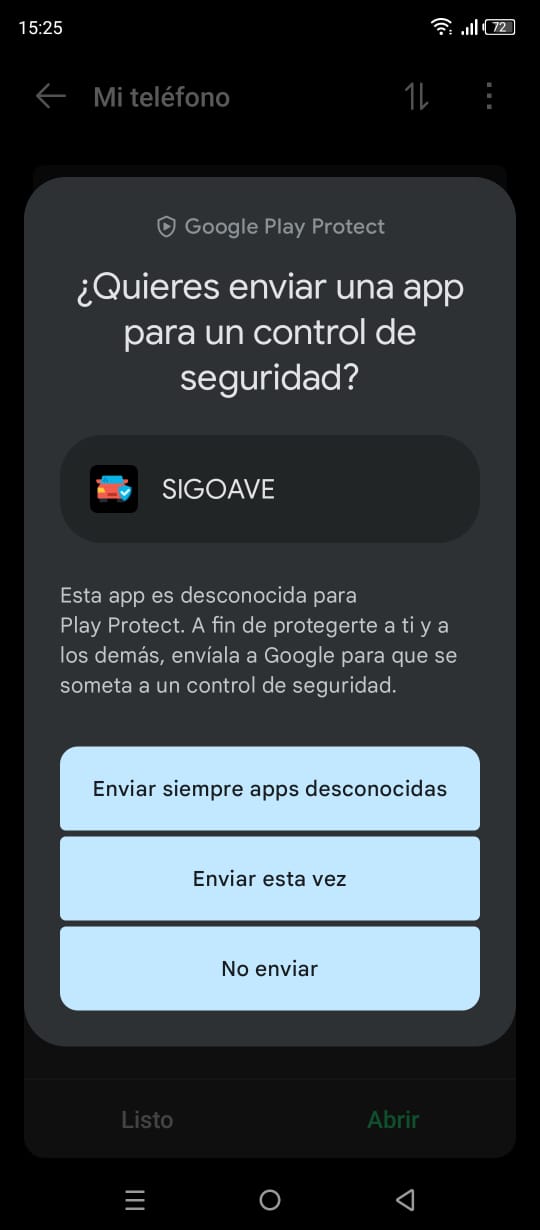 15:25
72
Mi teléfono
Google Play Protect
¿Quieres enviar una app
para un control de
seguridad?
SIGOAVE
Esta app es desconocida para
Play Protect. A fin de protegerte a ti y a
los demás, envíala a Google para que se
someta a un control de seguridad.
Enviar siempre apps desconocidas
Enviar esta vez
No enviar
Listo
Abrir